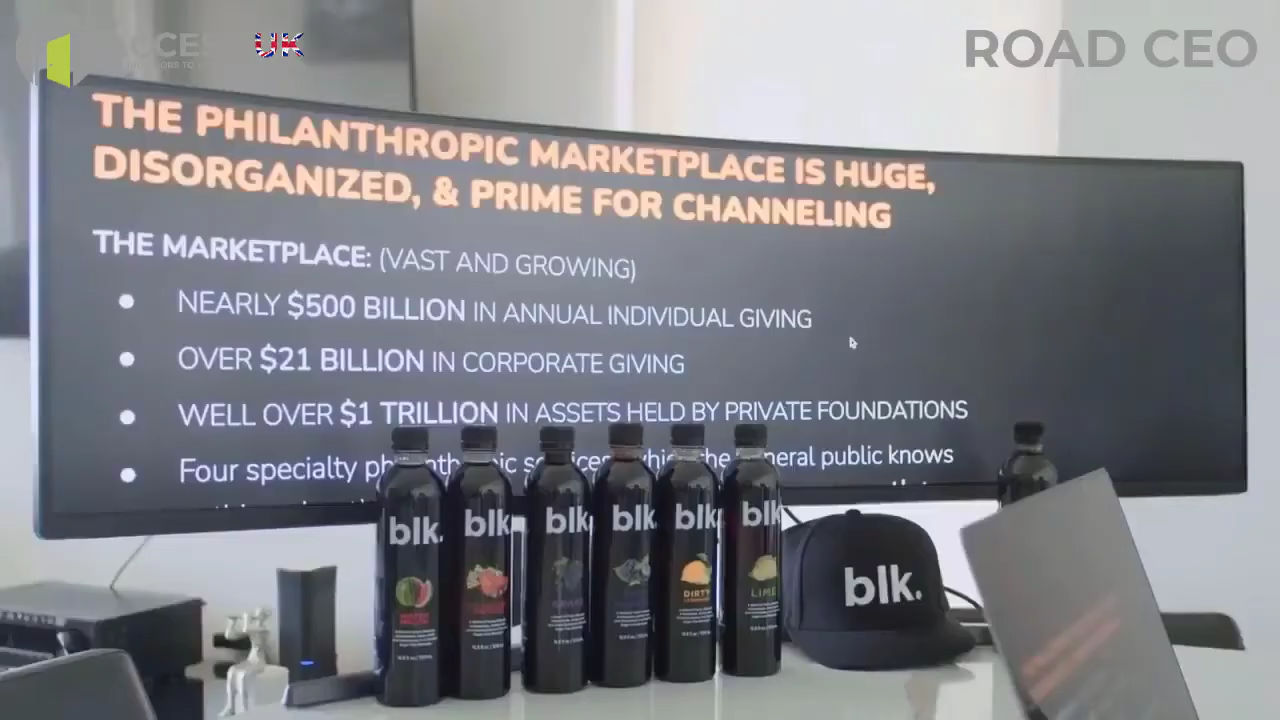 UK
ROAD CEO
THE PHILANTHROPIC MARKETPLACE IS HUGE,
DISORGANIZED, & PRIME FOR CHANNELING
THE MARKETPLACE: (VAST AND GROWING)
NEARLY $500 BILLION IN ANNUAL INDIVIDUAL GIVING
OVER $21 BILLION IN CORPORATE GIVING
WELL OVER $1 TRILLION IN ASSETS HELD BY PRIVATE FOUNDATIONS
Four specialty public knows
blk.
blk.
blk.
blk.
blk.
blk
DIRTY
LIME
blk.